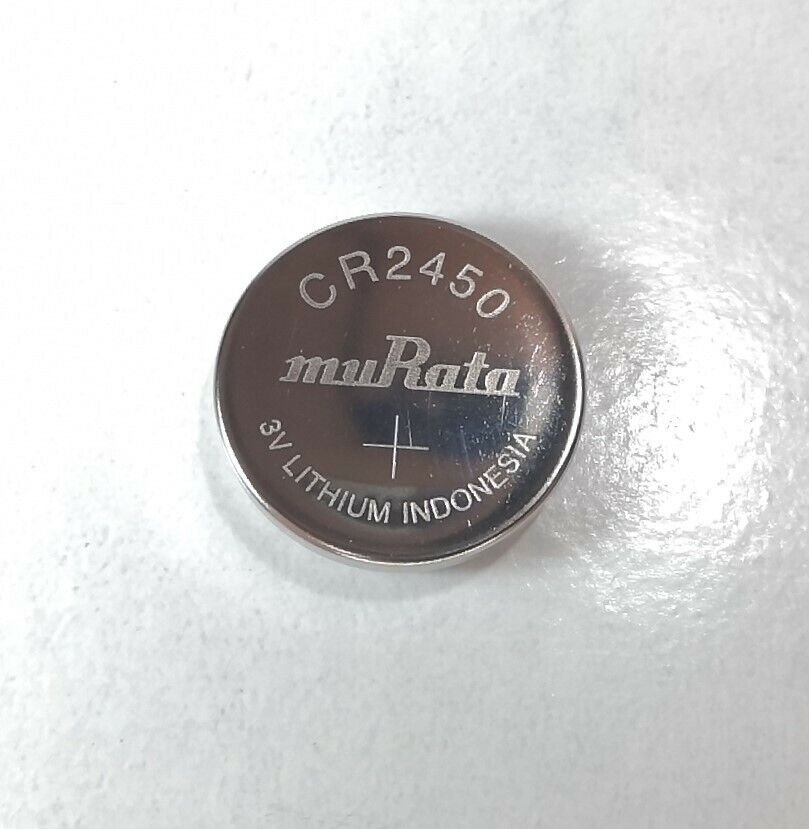 CR2450
muRata
+
3V LITHIUM INDONESIA